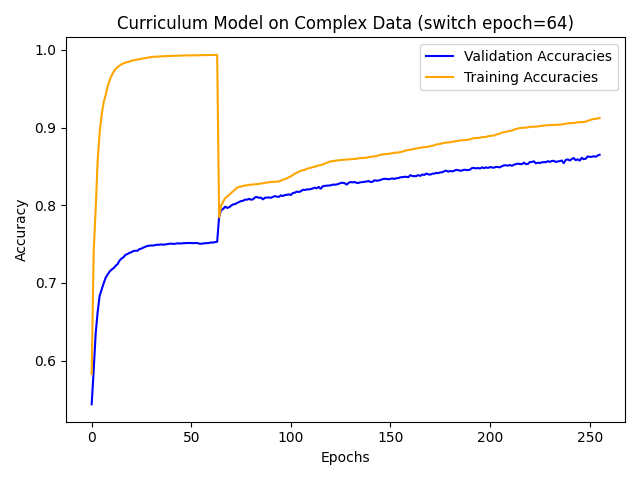 Curriculum Model on Complex Data (switch epoch=64)
Validation Accuracies
Training Accuracies
1.0
0.9
0.8
0.7
0.6
Accuracy
0 50 100 150 200 250
Epochs